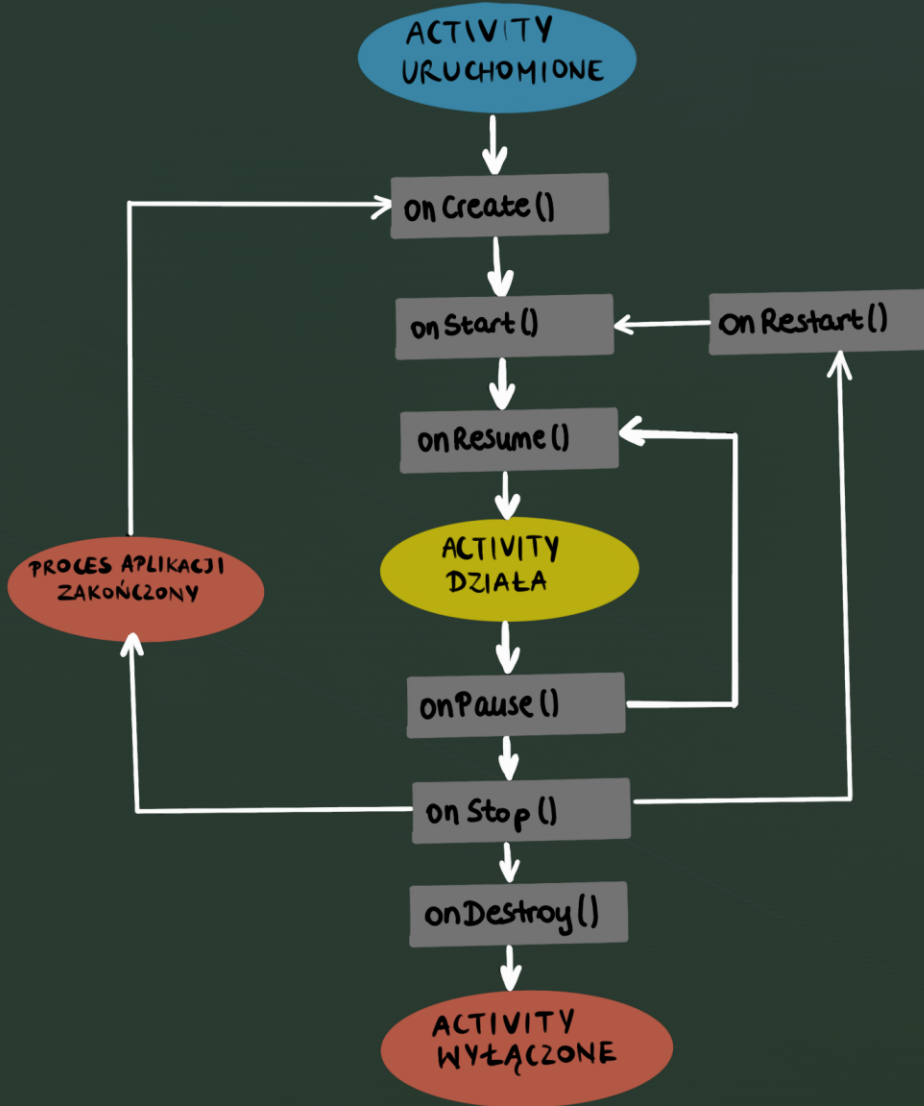 ACTIVITY
URUCHOMIONE
onCreate()
onStart()
onRestart()
onResume()
ACTIVITY
DZIAŁA
PROCES APLIKACJI
ZAKOŃCZONY
onPause()
onStop()
onDestroy()
ACTIVITY
WYŁĄCZONE